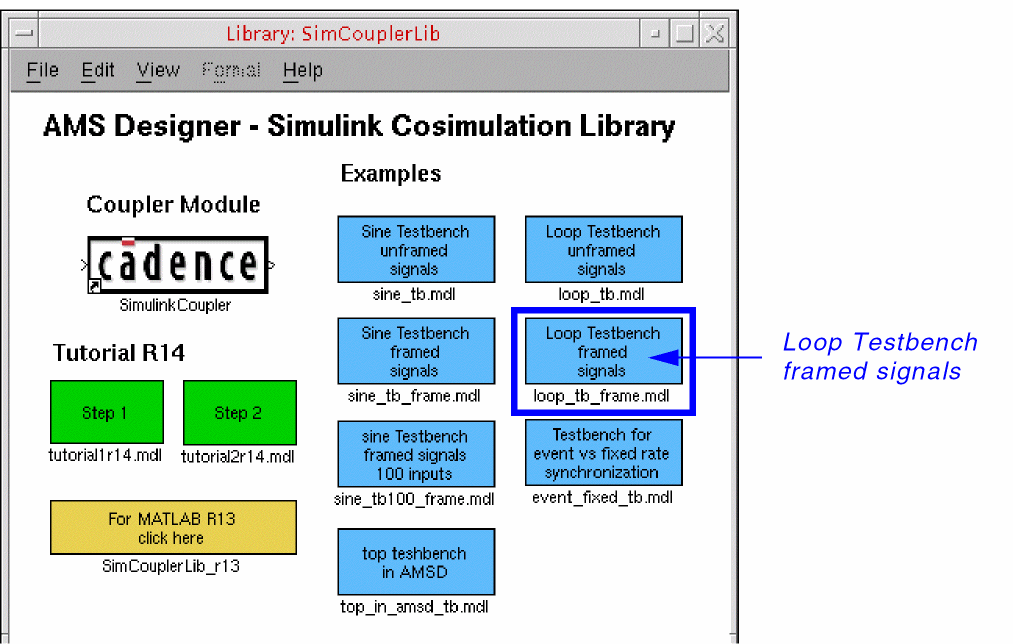 Library: SimCouplerLib
File Edit View Format Help
AMS Designer - Simulink Cosimulation Library
Coupler Module
cadence
SimulinkCoupler
Tutorial R14
Step 1
tutorial1r14.mdl
Step 2
tutorial2r14.mdl
For MATLAB R13
click here
SimCouplerLib_r13
Examples
Sine Testbench
unframed
signals
sine_tb.mdl
Loop Testbench
unframed
signals
loop_tb.mdl
Sine Testbench
framed
signals
sine_tb_frame.mdl
Loop Testbench
framed
signals
loop_tb_frame.mdl
sine Testbench
framed signals
100 inputs
sine_tb100_frame.mdl
Testbench for
event vs fixed rate
synchronization
event_fixed_tb.mdl
top teshbench
in AMSD
top_in_amsd_tb.mdl
Loop Testbench
framed signals